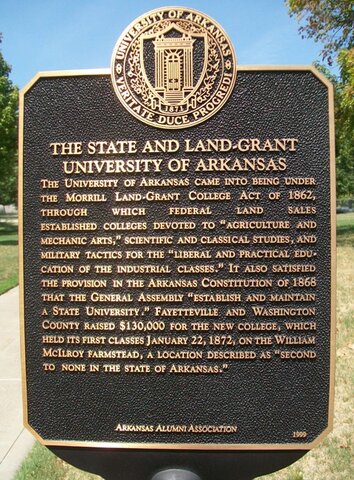 UNIVERSITY OF ARKANSAS
1871
VERITATE DUCE PROGREDI
THE STATE AND LAND-GRANT
UNIVERSITY OF ARKANSAS
THE UNIVERSITY OF ARKANSAS CAME INTO BEING UNDER
THE MORRILL LAND-GRANT COLLEGE ACT OF 1862,
THROUGH WHICH FEDERAL LAND SALES
ESTABLISHED COLLEGES DEVOTED TO "AGRICULTURE AND
MECHANIC ARTS," SCIENTIFIC AND CLASSICAL STUDIES, AND
MILITARY TACTICS FOR THE "LIBERAL AND PRACTICAL EDU-
CATION OF THE INDUSTRIAL CLASSES." IT ALSO SATISFIED
THE PROVISION IN THE ARKANSAS CONSTITUTION OF 1868
THAT THE GENERAL ASSEMBLY "ESTABLISH AND MAINTAIN
A STATE UNIVERSITY." FAYETTEVILLE AND WASHINGTON
COUNTY RAISED $130,000 FOR THE NEW COLLEGE, WHICH
HELD ITS FIRST CLASSES JANUARY 22, 1872, ON THE WILLIAM
MCILROY FARMSTEAD, A LOCATION DESCRIBED AS "SECOND
TO NONE IN THE STATE OF ARKANSAS."
ARKANSAS ALUMNI ASSOCIATION
1999